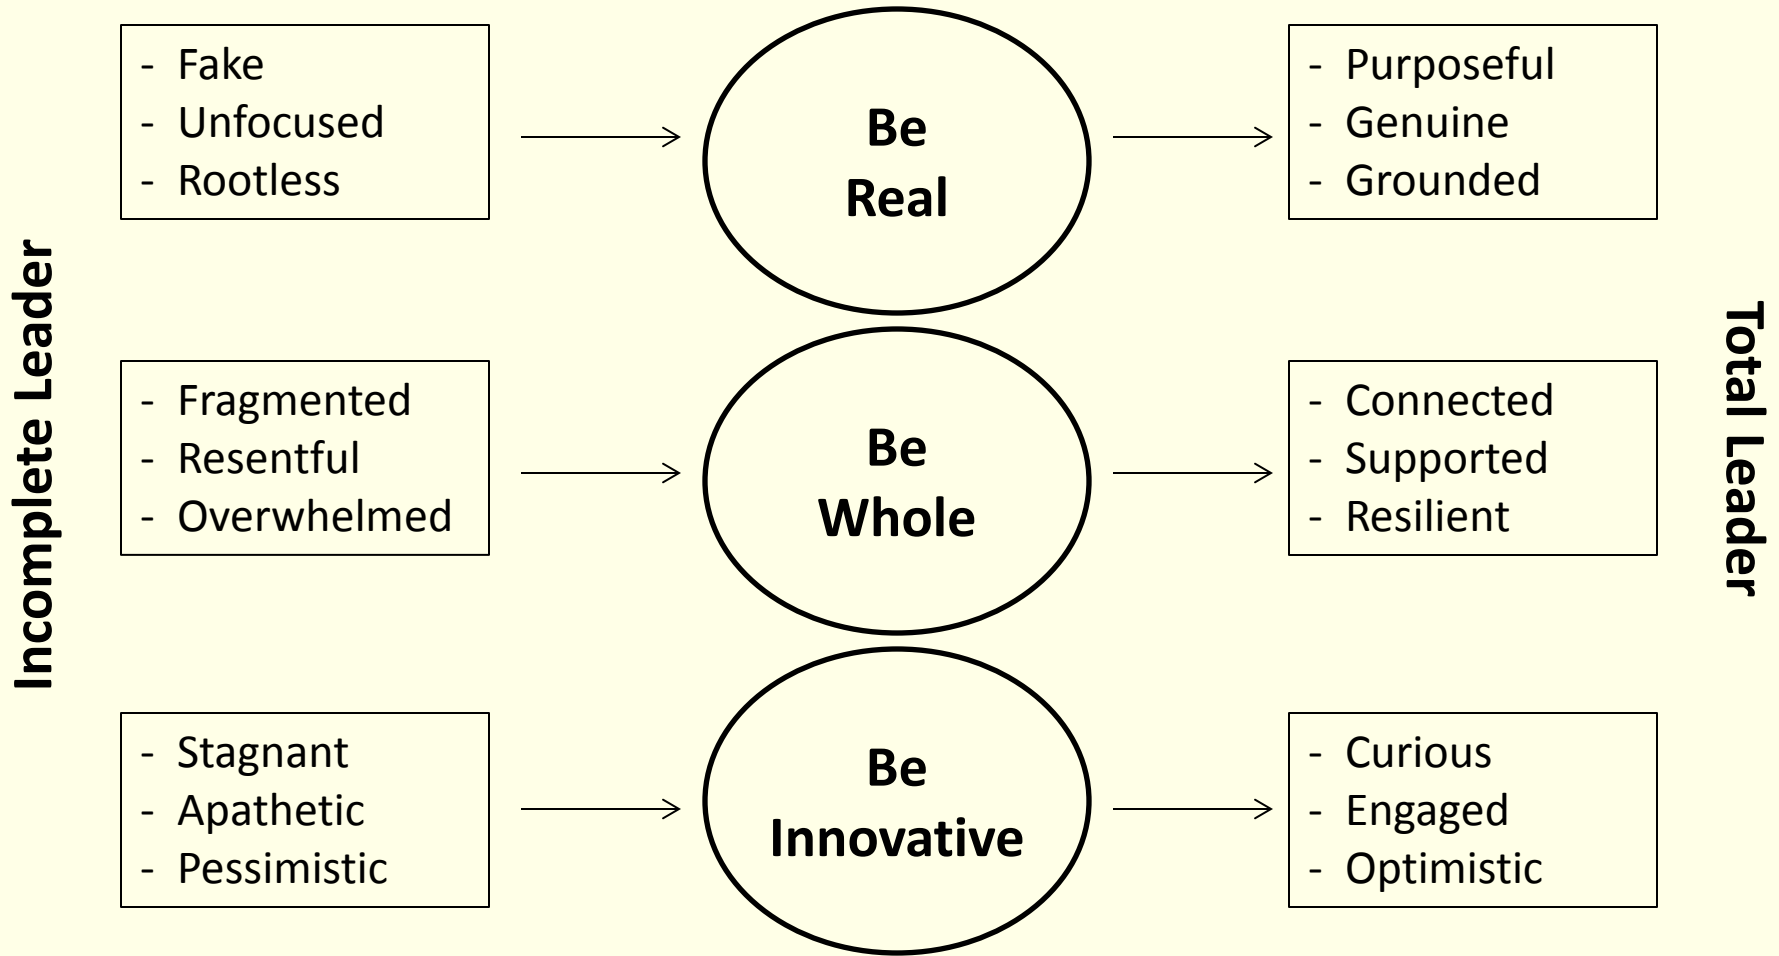 Incomplete Leader
- Fake
- Unfocused
- Rootless
Be
Real
- Purposeful
- Genuine
- Grounded
- Fragmented
- Resentful
- Overwhelmed
Be
Whole
- Connected
- Supported
- Resilient
- Stagnant
- Apathetic
- Pessimistic
Be
Innovative
- Curious
- Engaged
- Optimistic
Total Leader